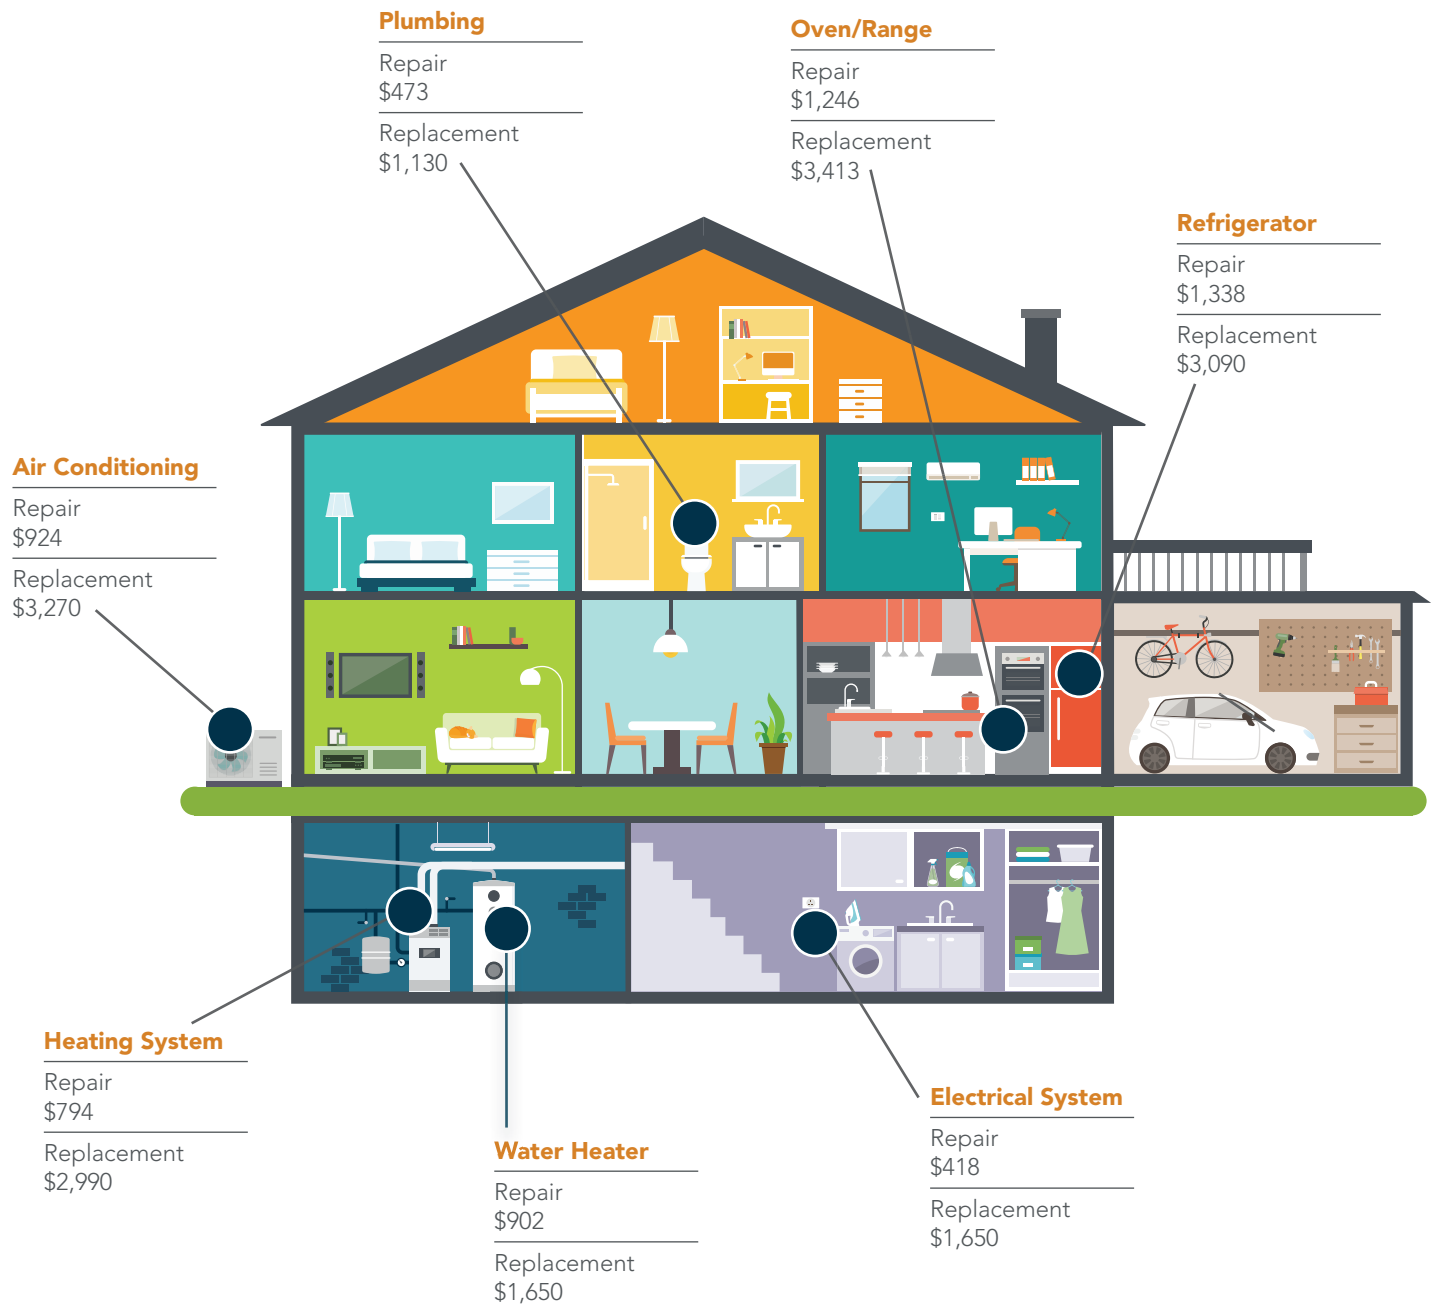 Plumbing
Repair
$473
Replacement
$1,130
Oven/Range
Repair
$1,246
Replacement
$3,413
Refrigerator
Repair
$1,338
Replacement
$3,090
Air Conditioning
Repair
$924
Replacement
$3,270
Heating System
Repair
$794
Replacement
$2,990
Water Heater
Repair
$902
Replacement
$1,650
Electrical System
Repair
$418
Replacement
$1,650